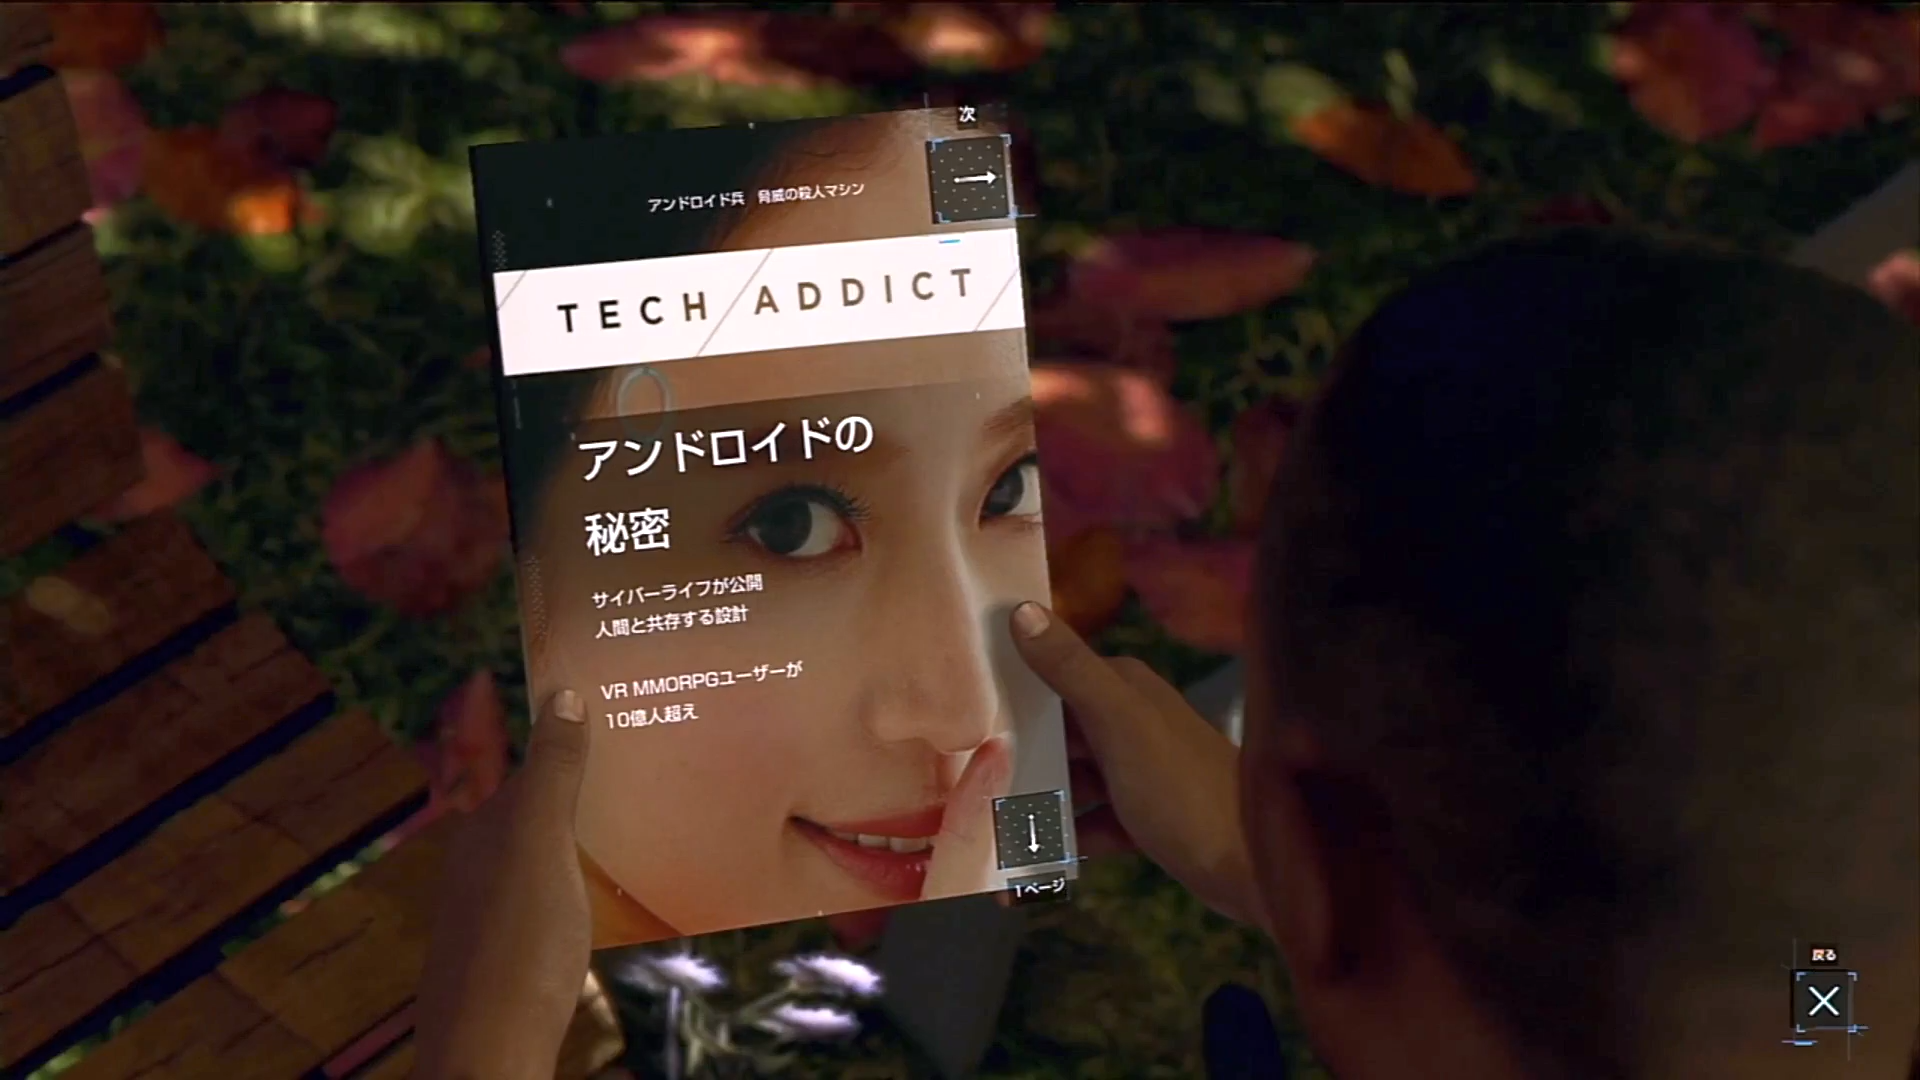 次
アンドロイド兵 脅威の殺人マシン
TECH ADDICT
アンドロイドの
秘密
サイバーライフが公開
人間と共存する設計
VR MMORPGユーザーが
10億人超え
1ページ
戻る